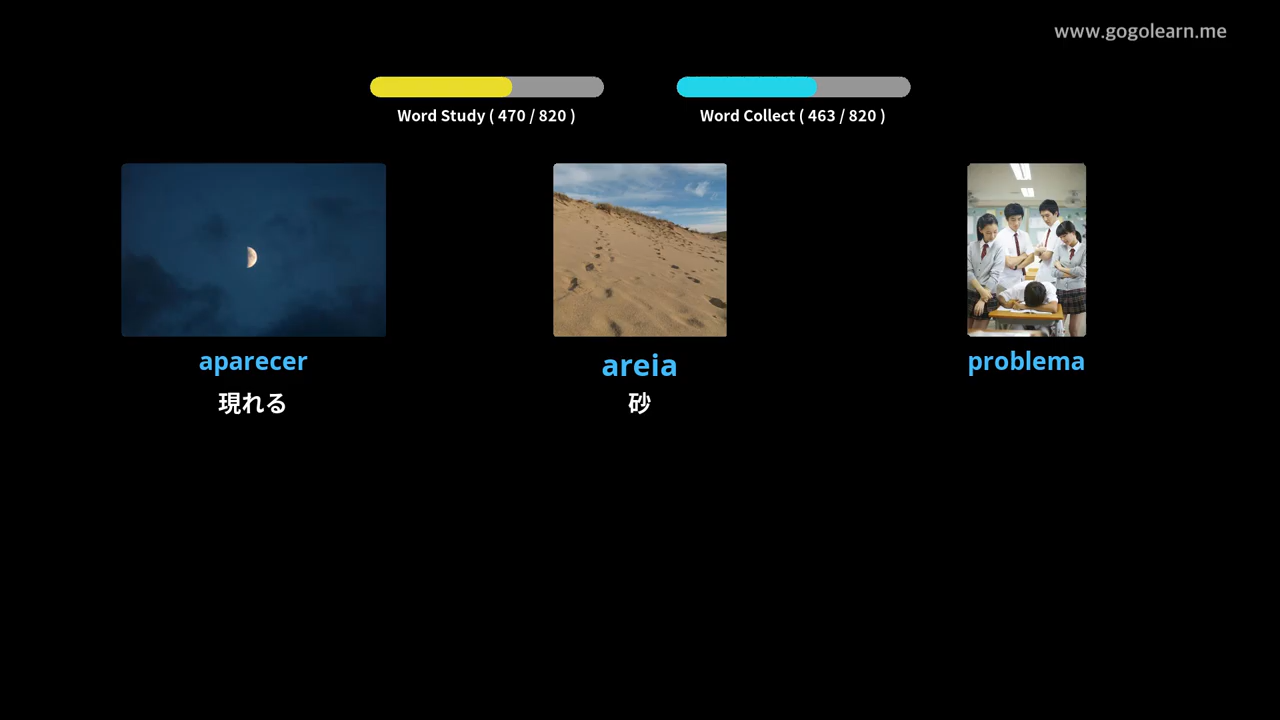 www.gogolearn.me
Word Study ( 470 / 820 )
Word Collect ( 463 / 820 )
aparecer
areia
problema
現れる
砂